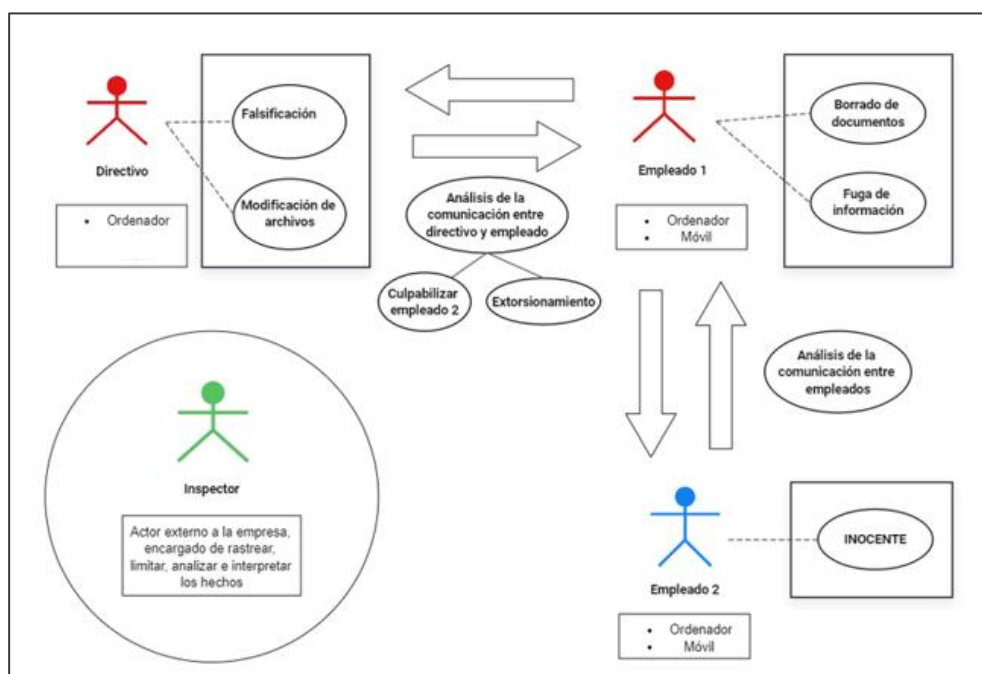 Directivo
• Ordenador
Falsificación
Modificación de
archivos
Análisis de la
comunicación entre
directivo y empleado
Culpabilizar
empleado 2
Extorsionamiento
Empleado 1
• Ordenador
• Móvil
Borrado de
documentos
Fuga de
información
Análisis de la
comunicación entre
empleados
Inspector
Actor externo a la empresa,
encargado de rastrear,
limitar, analizar e interpretar
los hechos
Empleado 2
• Ordenador
• Móvil
INOCENTE